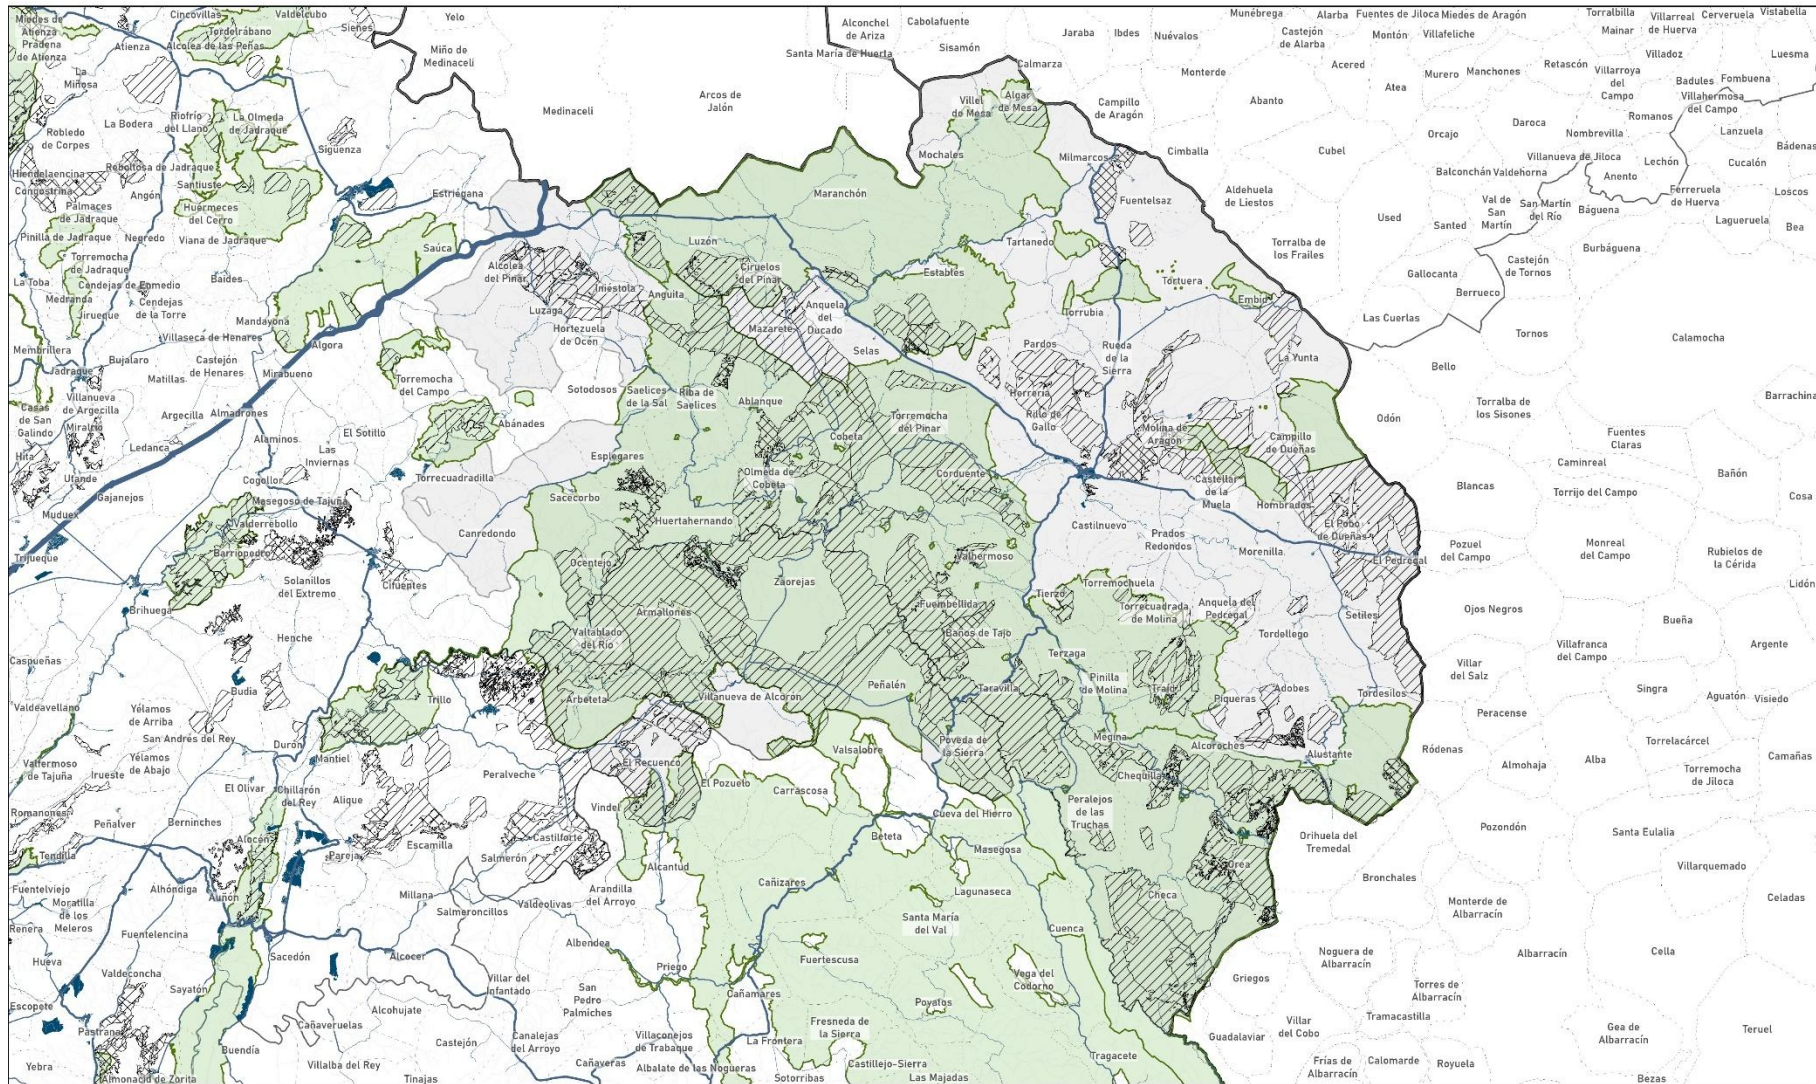 Miedes de
Atienza
Prádena
de Atienza
Cincovillas
Atienza
Tordelrábano
Alcolea de las Peñas
Valdelcubo
Sienes
Yelo
Miño de
Medinaceli
Medinaceli
Alconchel
de Ariza
Santa María de Huerta
Arcos de
Jalón
Cabolafuente
Sisamón
Calmarza
Jaraba
Ibdes
Nuévalos
Monterde
Campillo
de Aragón
Munébrega
Alarba
Castejón
de Alarba
Fuentes de Jiloca
Miedes de Aragón
Montón
Villafeliche
Acered
Atea
Murero
Manchones
Retascón
Torralbilla
Mainar
Villarreal
de Huerva
Cerveruela
Vistabella
Villadoz
Luesma
Villarroya
del
Campo
Badules
Fombuena
Villahermosa
del Campo
Romanos
Lanzuela
Bádenas
Abanto
Daroca
Orcajo
Nombrevilla
Cubel
Cimballa
Villanueva de Jiloca
Lechón
Cucalón
Balconchán
Valdehorna
Anento
Ferreruela
de Huerva
Loscos
Aldehuela
de Liestos
Used
Santed
Val de
San
Martín
San Martín
del Río
Báguena
Lagueruela
Bea
Burbáguena
Torralba de
los Frailes
Castejón
de Tornos
Gallocanta
Berrueco
Las Cuerlas
Tornos
Calamocha
Bello
La
Miñosa
Robledo
de Corpes
La Bodera
Riofrío
del Llano
La Olmeda
de Jadraque
Sigüenza
Hiendelaencina
Congostrina
Rebollosa de Jadraque
Santiuste
Angón
Palmaces
de Jadraque
Huérmeces
del Cerro
Pinilla de Jadraque
Negredo
Viana de Jadraque
Torremocha
de Jadraque
La Toba
Medranda
Cendejas de Enmedio
Cendejas
de la Torre
Jirueque
Baides
Mandayona
Saúca
Estriégana
Alcolea
del Pinar
Iniéstola
Luzaga
Hortezuela
de Océn
Anguita
Luzón
Ciruelos
del Pinar
Maranchón
Mochales
Villel
de Mesa
Algar
de Mesa
Milmarcos
Fuentelsaz
Tartanedo
Establés
Anquela
del
Ducado
Mazarete
Selas
Torrubia
Tortuera
Embid
Pardos
Rueda
de la
Sierra
La Yunta
Membrillera
Villaseca de Henares
Bujalaro
Castejón
de Henares
Matillas
Jadraque
Mirabueno
Algora
Torremocha
del Campo
Sotodosos
Saelices
de la Sal
Riba de
Saelices
Ablanque
Cobeta
Torremocha
del Pinar
Herrería
Rillo de
Gallo
Molina de
Aragón
Campillo
de Dueñas
Odón
Torralba de
los Sisones
Barrachina
Fuentes
Claras
Caminreal
Bañón
Torrijo del Campo
Cosa
Blancas
Villanueva
de Argecilla
Casas
de San
Galindo
Miralrío
Argecilla
Almadrones
Ledanca
Alaminos
El Sotillo
Las
Inviernas
Abánades
Torrecuadradilla
Esplegares
Sacecorbo
Olmeda de
Cobeta
Corduente
Huertahernando
Castellar
de la
Muela
Hombrados
El Pobo
de Dueñas
Hita
Utande
Gajanejos
Muduex
Cogollor
Masegoso de Tajuña
Valderrebollo
Barriopedro
Canredondo
Castilnuevo
Prados
Redondos
Morenilla
El Pedregal
Pozuel
del Campo
Monreal
del Campo
Rubielos de
la Cérida
Lidón
Trijueque
Solanillos
del Extremo
Cifuentes
Ocentejo
Zaorejas
Valhermoso
Armallones
Fuembellida
Tierzo
Torremochuela
Torrecuadrada
de Molina
Anquela del
Pedregal
Setiles
Ojos Negros
Bueña
Brihuega
Henche
Valtablado
del Río
Baños de Tajo
Terzaga
Tordellego
Villafranca
del Campo
Argente
Caspueñas
Budia
Trillo
Arbeteta
Villanueva de Alcorón
Peñalén
Taravilla
Pinilla
de Molina
Traíd
Piqueras
Adobes
Tordesilos
Villar
del Salz
Singra
Aguatón
Visiedo
Peracense
Valdeavellano
Yélamos
de Arriba
San Andrés del Rey
Durón
Mantiel
Valsalobre
Poveda de
la Sierra
Megina
Alcoroches
Alustante
Ródenas
Torrelacárcel
Camañas
Almohaja
Alba
Torremocha
de Jiloca
Valfermoso
de Tajuña
Irueste
Yélamos
de Abajo
El Olivar
Chillarón
del Rey
Peralveche
El Recuenco
El Pozuelo
Carrascosa
Checa
Chequilla
Peralejos
de las
Truchas
Romanones
Peñalver
Berninches
Alique
Vindel
Cueva del Hierro
Beteta
Masegosa
Orihuela del
Tremedal
Pozondón
Santa Eulalia
Tendilla
Alocén
Pareja
Escamilla
Castilforte
Salmerón
Alcantud
Cañizares
Lagunaseca
Orea
Bronchales
Villarquemado
Fuentelviejo
Alhóndiga
Moratilla
de los
Meleros
Auñón
Millana
Salmeroncillos
Valdeolivas
Arandilla
del Arroyo
Santa María
del Val
Monterde de
Albarracín
Celadas
Renera
Fuentelencina
Sacedón
Alcocer
Albendea
Priego
Fuertescusa
Cuenca
Noguera de
Albarracín
Albarracín
Cella
Hueva
Valdeconcha
Sayatón
Villar del
Infantado
San
Pedro
Palmiches
Cañamares
Vega del
Codorno
Griegos
Torres de
Albarracín
Escopete
Pastrana
Cañaveruelas
Alcohujate
Canalejas
del Arroyo
Villaconejos
de Trabaque
Fresneda de
la Sierra
Poyatos
Guadalaviar
Villar
del Cobo
Tramacastilla
Gea de
Albarracín
Teruel
Yebra
Almonacid de Zorita
Buendía
Villalba del Rey
Castejón
Tinajas
Cañaveras
Albalate de las Nogueras
La Frontera
Sotorribas
Castillejo-Sierra
Las Majadas
Tragacete
Frías de
Albarracín
Calomarde
Royuela
Bezas